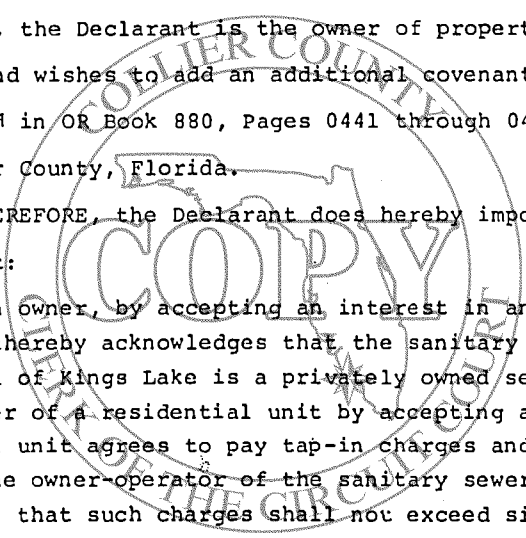 , the Declarant is the owner of propert
nd wishes to add an additional covenant
d in OR Book 880, Pages 0441 through 04
r County, Florida.
EREFORE, the Declarant does hereby impo
t:
n owner, by accepting an interest in an
hereby acknowledges that the sanitary
of Kings Lake is a privately owned se
er of a residential unit by accepting a
unit agrees to pay tap-in charges and
e owner-operator of the sanitary sewer
that such charges shall not exceed si
COLLIER COUNTY
COPY
CLERK OF THE CIRCUIT COURT